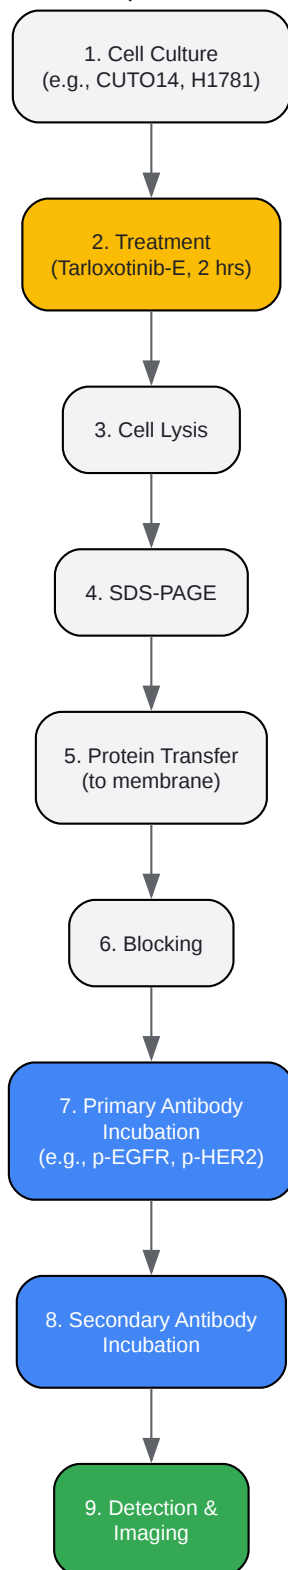 1. Cell Culture
(e.g., CUTO14, H1781)
2. Treatment
(Tarloxotinib-E, 2 hrs)
3. Cell Lysis
4. SDS-PAGE
5. Protein Transfer
(to membrane)
6. Blocking
7. Primary Antibody
Incubation
(e.g., p-EGFR, p-HER2)
8. Secondary Antibody
Incubation
9. Detection &
Imaging